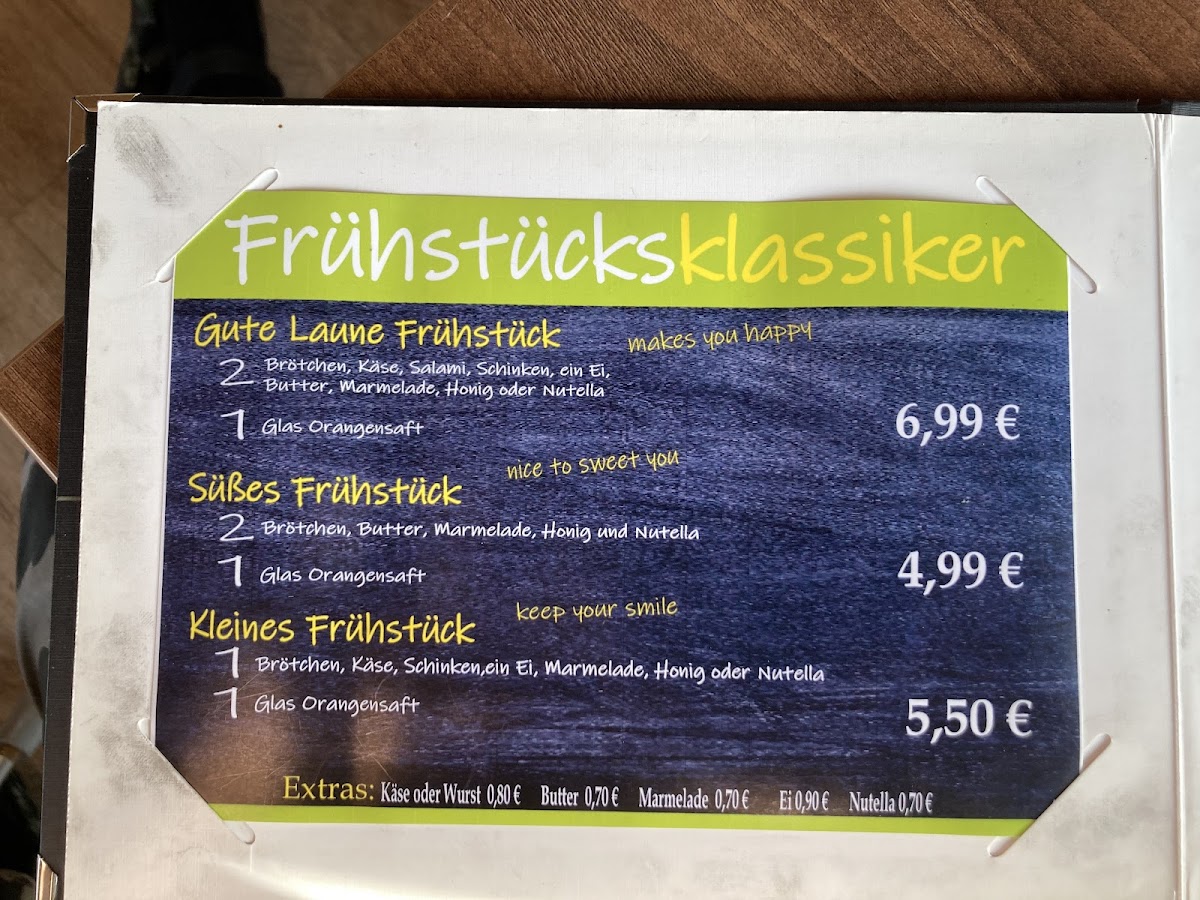 Frühstücksklassiker
Gute Laune Frühstück makes you happy
2 Brötchen, Käse, Salami, Schinken, ein Ei,
Butter, Marmelade, Honig oder Nutella
1 Glas Orangensaft
6,99 €
Süßes Frühstück nice to sweet you
2 Brötchen, Butter, Marmelade, Honig und Nutella
1 Glas Orangensaft
4,99 €
Kleines Frühstück keep your smile
1 Brötchen, Käse, Schinken,ein Ei, Marmelade, Honig oder Nutella
1 Glas Orangensaft
5,50 €
Extras: Käse oder Wurst 0,80 € Butter 0,70 € Marmelade 0,70 € Ei 0,90 € Nutella 0,70 €